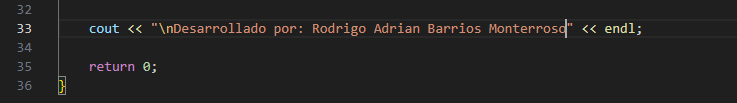 32
33 cout << "\nDesarrollado por: Rodrigo Adrian Barrios Monterroso" << endl;
34
35 return 0;
36 }